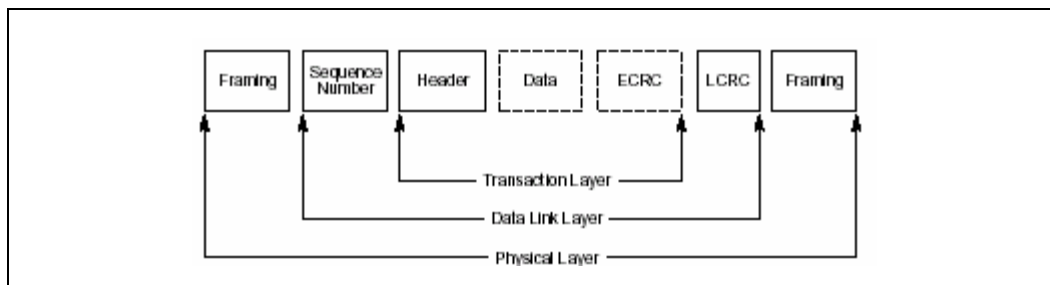 Framing
Sequence
Number
Header
Data
ECRC
LCRC
Framing
Transaction Layer
Data Link Layer
Physical Layer